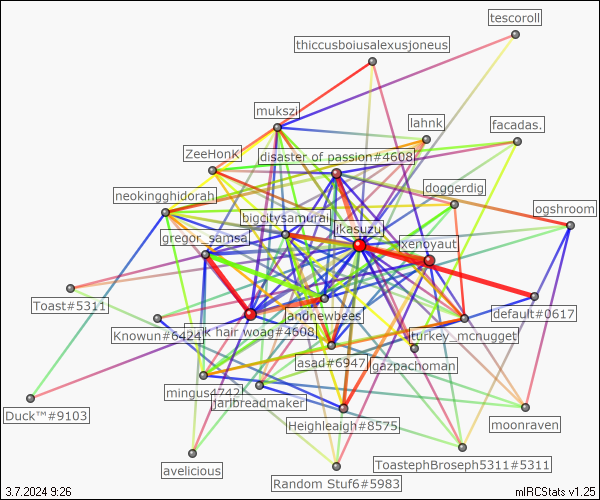 tescoroll
thiccusboiusalexusjoneus
mukszi
lahnk
facadas.
ZeeHonK
disaster of passion#4608
doggerdig
neokingghidorah
bigcitysamurai
ikasuzu
ogshroom
gregor_samsa
xenoyaut
Toast#5311
default#0617
andnewbees
Knowun#6424
k hair woag#4608
turkey_mcnugget
asad#6947
gazpachoman
mingus4742
farlbreadmaker
Duck™#9103
Heighleaigh#8575
moonraven
avelicious
ToastephBroseph5311#5311
Random Stuf6#5983
3.7.2024 9:26
mIRCStats v1.25